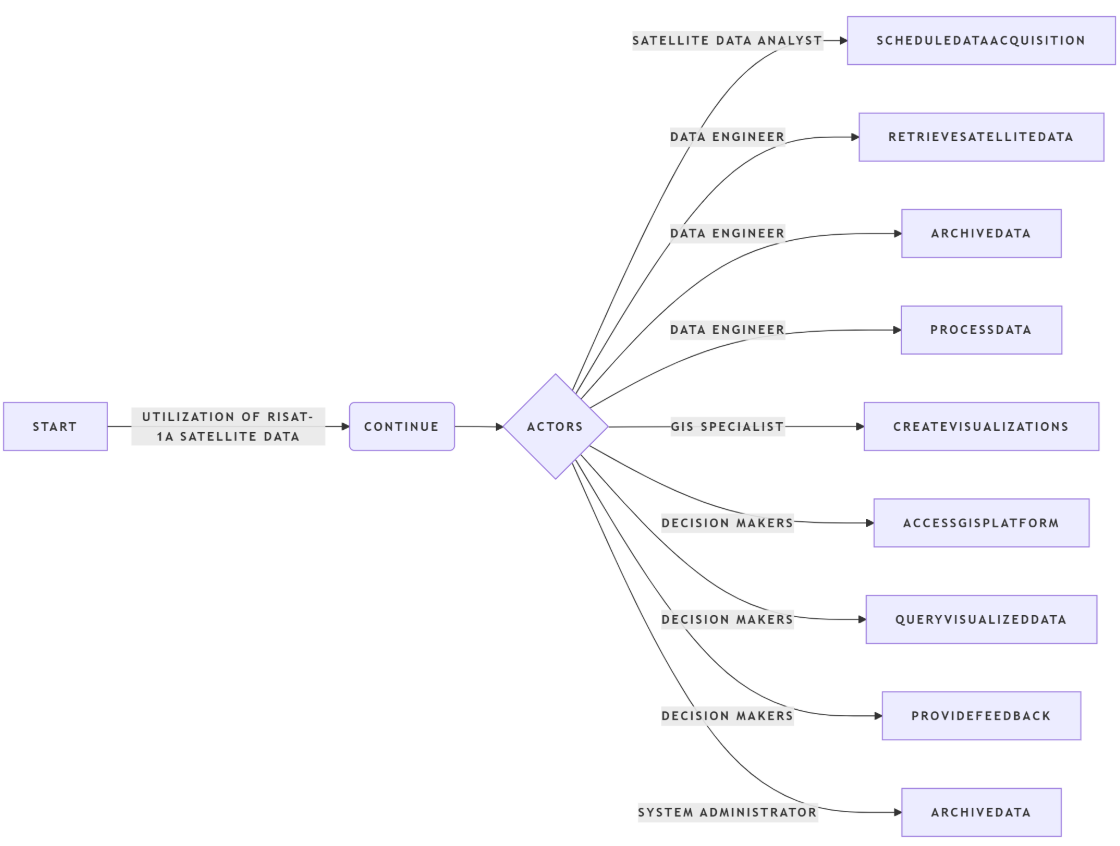 SATELLITE DATA ANALYST
SCHEDULEDATAACQUISITION
DATA ENGINEER
RETRIEVESATELLITEDATA
DATA ENGINEER
ARCHIVEDATA
DATA ENGINEER
PROCESSDATA
START
UTILIZATION OF RISAT-
1A SATELLITE DATA
CONTINUE
ACTORS
GIS SPECIALIST
CREATEVISUALIZATIONS
DECISION MAKERS
ACCESSGISPLATFORM
DECISION MAKERS
QUERYVISUALIZEDDATA
DECISION MAKERS
PROVIDEFEEDBACK
SYSTEM ADMINISTRATOR
ARCHIVEDATA